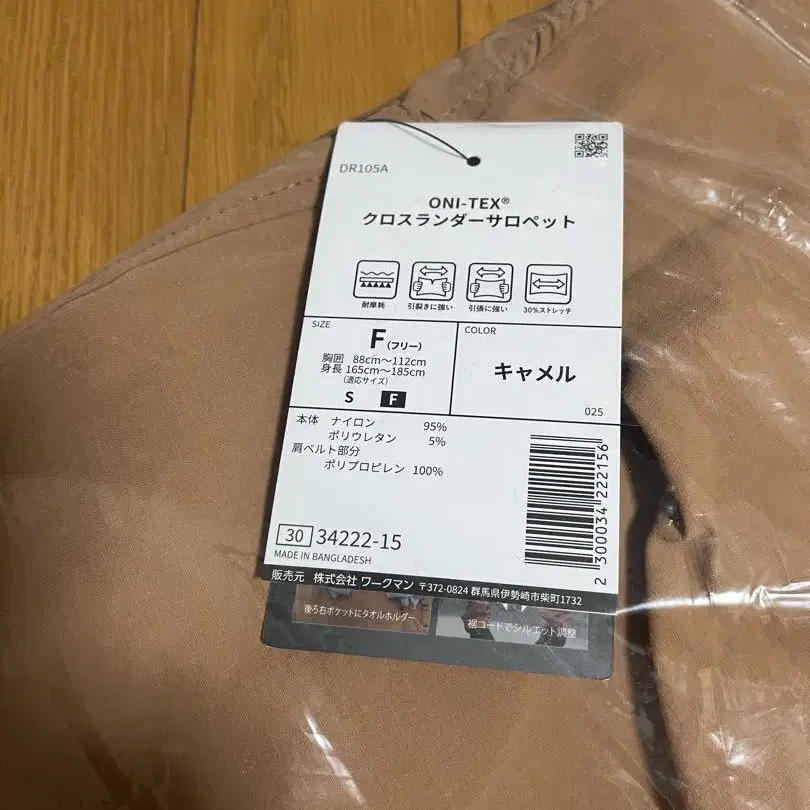 DR105A
ONI-TEX®
クロスランダーサロペット
耐摩耗 引裂きに強い 引張に強い 30%ストレッチ
SIZE
F(フリー)
胸囲 88cm～112cm
身長 165cm～185cm
(適応サイズ)
S F
COLOR
キャメル
025
本体 ナイロン 95%
ポリウレタン 5%
肩ベルト部分
ポリプロピレン 100%
30 34222-15
MADE IN BANGLADESH
2 300034 222156
販売元 株式会社 ワークマン 〒372-0824 群馬県伊勢崎市柴町1732
後ろ右ポケットにタオルホルダー
裾コードでシルエット調整